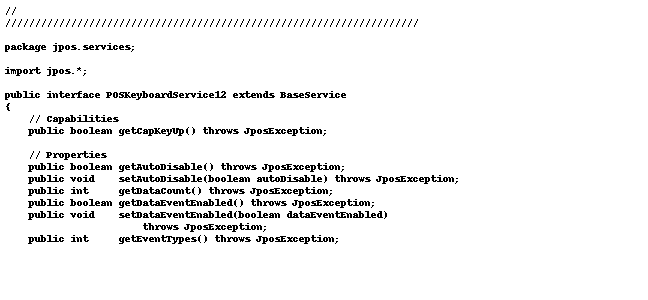 //
/////////////////////////////////////////////////////////////////////

package jpos.services;

import jpos.*;

public interface POSKeyboardService12 extends BaseService
{
    // Capabilities
    public boolean getCapKeyUp() throws JposException;

    // Properties
    public boolean getAutoDisable() throws JposException;
    public void    setAutoDisable(boolean autoDisable) throws JposException;
    public int     getDataCount() throws JposException;
    public boolean getDataEventEnabled() throws JposException;
    public void    setDataEventEnabled(boolean dataEventEnabled)
                       throws JposException;
    public int     getEventTypes() throws JposException;